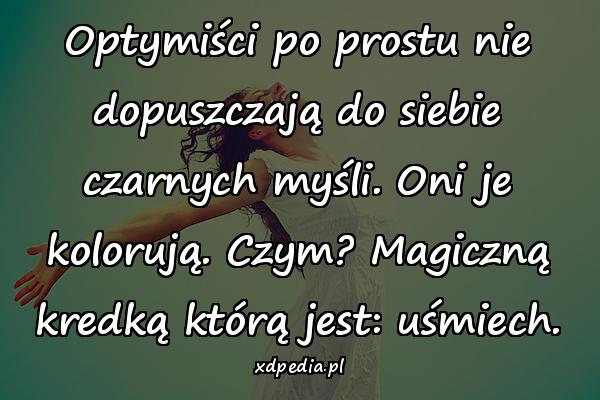 Optymiści po prostu nie
dopuszczają do siebie
czarnych myśli. Oni je
kolorują. Czym? Magiczną
kredką którą jest: uśmiech.
xdpedia.pl